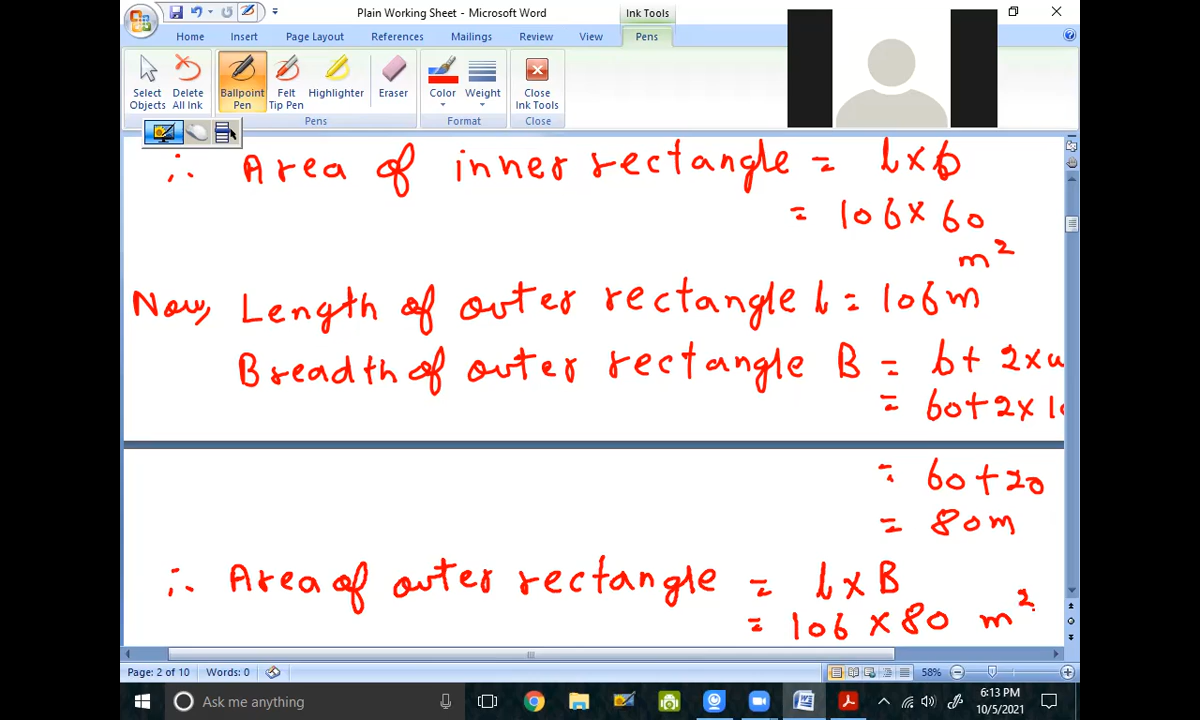 Plain Working Sheet - Microsoft Word
Ink Tools
Home Insert Page Layout References Mailings Review View Pens
Select Objects
Delete All Ink
Ballpoint Pen
Felt Tip Pen
Highlighter
Eraser
Color
Weight
Close Ink Tools
Pens
Format
Close
∴ Area of inner rectangle = l×b
= 106× 60
m²
Now, Length of outer rectangle l = 106m
Breadth of outer rectangle B = b+ 2×w
= 60+2×10
= 60+20
= 80m
∴ Area of outer rectangle = l×B
= 106 ×80 m²
Page: 2 of 10 Words: 0
58%
Ask me anything
6:13 PM
10/5/2021